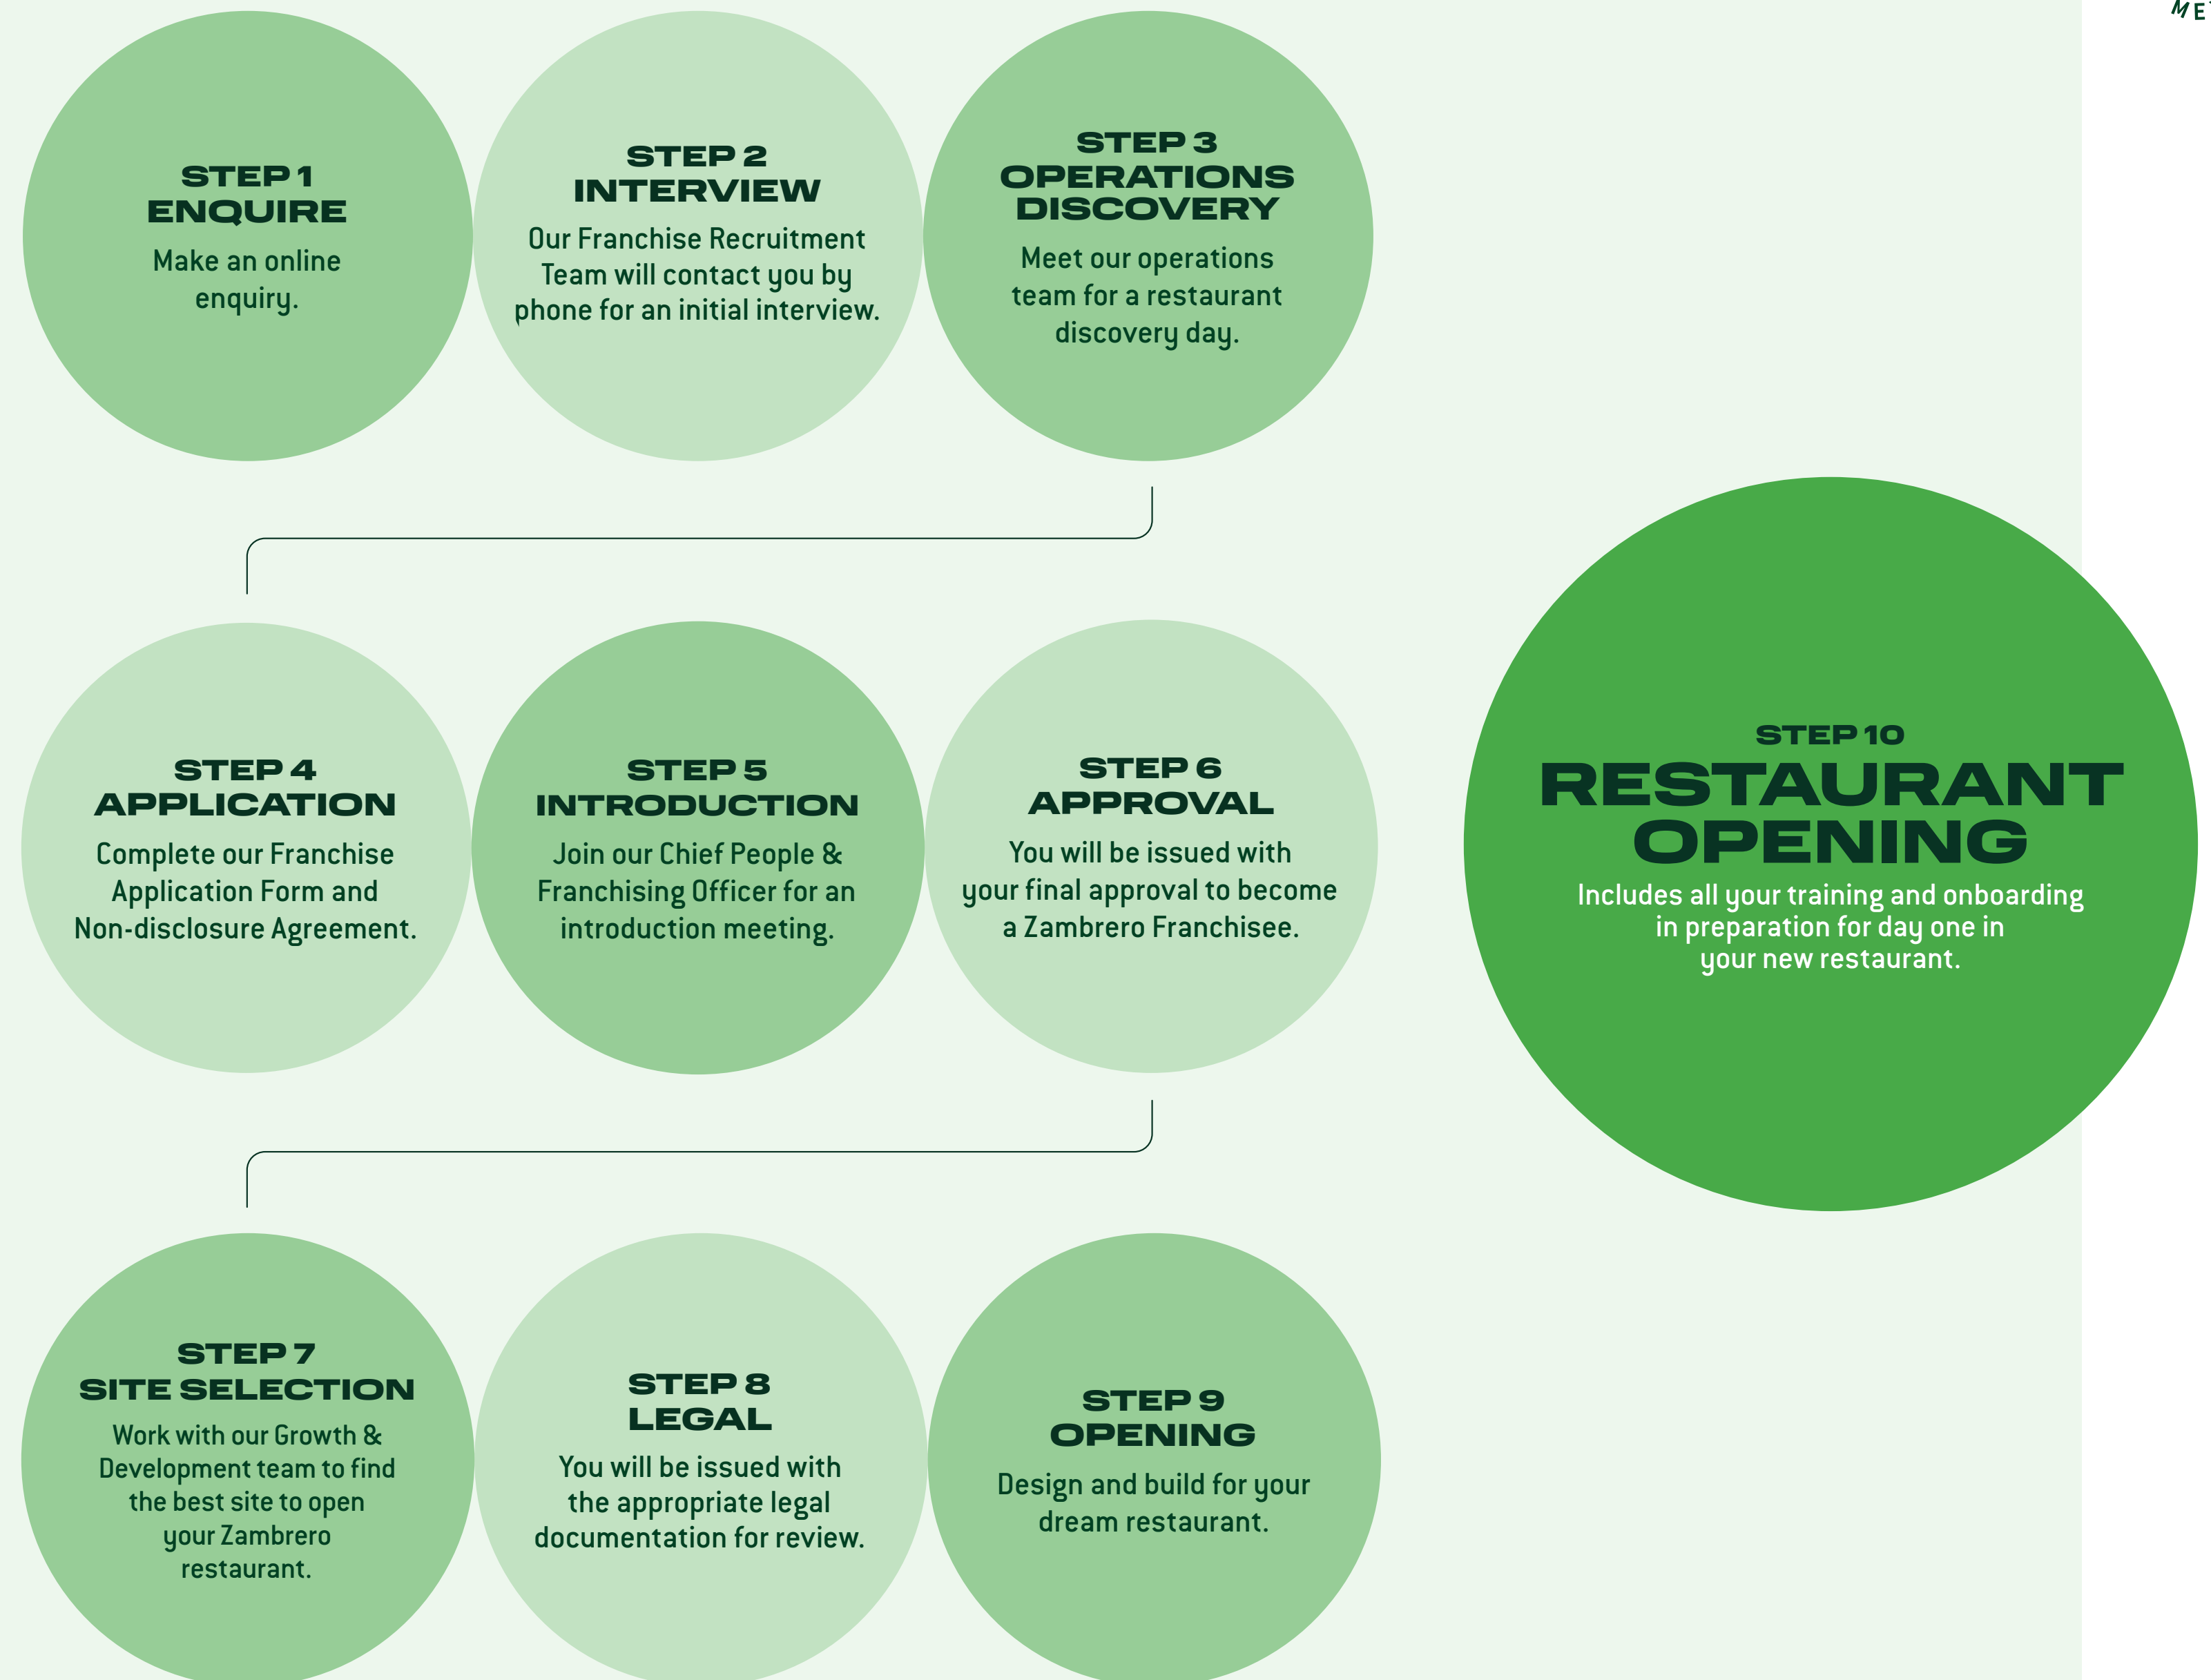 STEP 1
ENQUIRE
Make an online
enquiry.
STEP 2
INTERVIEW
Our Franchise Recruitment
Team will contact you by
phone for an initial interview.
STEP 3
OPERATIONS
DISCOVERY
Meet our operations
team for a restaurant
discovery day.
STEP 4
APPLICATION
Complete our Franchise
Application Form and
Non-disclosure Agreement.
STEP 5
INTRODUCTION
Join our Chief People &
Franchising Officer for an
introduction meeting.
STEP 6
APPROVAL
You will be issued with
your final approval to become
a Zambrero Franchisee.
STEP 7
SITE SELECTION
Work with our Growth &
Development team to find
the best site to open
your Zambrero
restaurant.
STEP 8
LEGAL
You will be issued with
the appropriate legal
documentation for review.
STEP 9
OPENING
Design and build for your
dream restaurant.
STEP 10
RESTAURANT
OPENING
Includes all your training and onboarding
in preparation for day one in
your new restaurant.